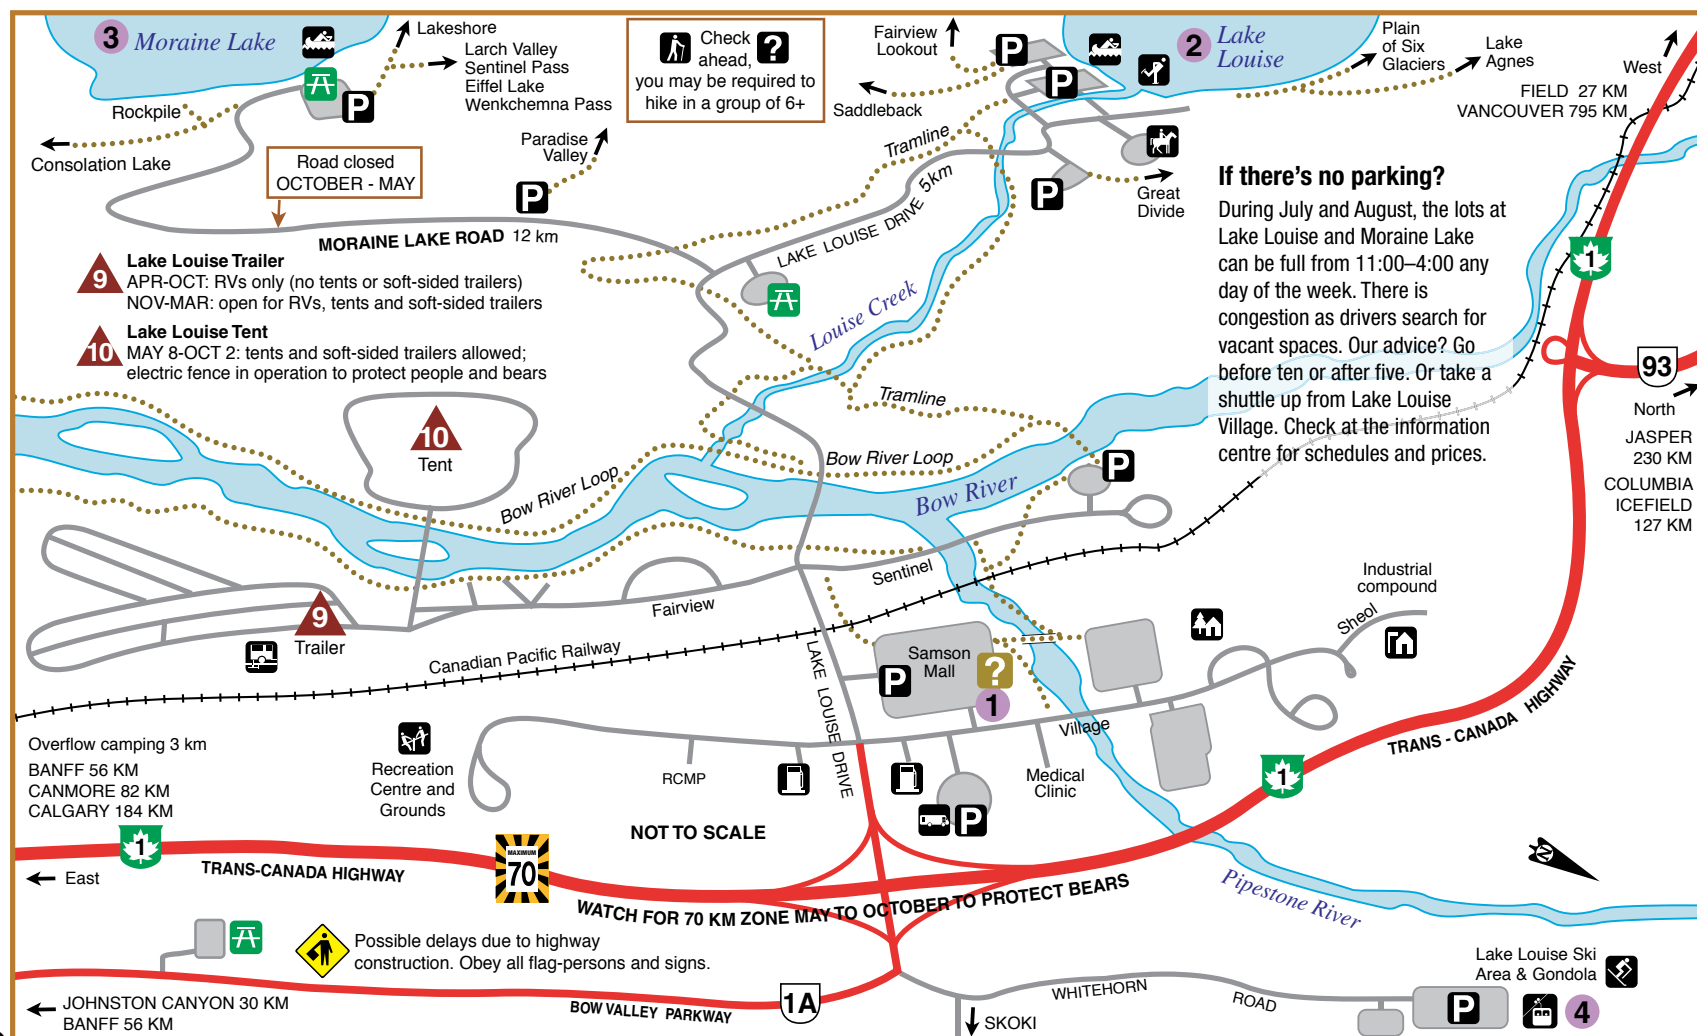 3 Moraine Lake
Lakeshore
Larch Valley
Sentinel Pass
Eiffel Lake
Wenkchemna Pass
Rockpile
Consolation Lake
P
Road closed
OCTOBER - MAY
Paradise
Valley
P
MORAINE LAKE ROAD 12 km
Check
ahead, ?
you may be required to
hike in a group of 6+
Fairview
Lookout
Saddleback
P
P
2 Lake
Louise
Plain
of Six
Glaciers
Lake
Agnes
West
FIELD 27 KM
VANCOUVER 795 KM
Tramline
LAKE LOUISE DRIVE 5km
P
Great
Divide
If there's no parking?
During July and August, the lots at
Lake Louise and Moraine Lake
can be full from 11:00–4:00 any
day of the week. There is
congestion as drivers search for
vacant spaces. Our advice? Go
before ten or after five. Or take a
shuttle up from Lake Louise
Village. Check at the information
centre for schedules and prices.
1
93
North
JASPER
230 KM
COLUMBIA
ICEFIELD
127 KM
9
Lake Louise Trailer
APR-OCT: RVs only (no tents or soft-sided trailers)
NOV-MAR: open for RVs, tents and soft-sided trailers
10
Lake Louise Tent
MAY 8-OCT 2: tents and soft-sided trailers allowed;
electric fence in operation to protect people and bears
Louise Creek
Tramline
Bow River Loop
Bow River Loop
Bow River
P
10
Tent
9
Trailer
Fairview
Sentinel
Canadian Pacific Railway
LAKE LOUISE DRIVE
Samson
Mall
P
?
1
Village
Industrial
compound
Sheol
TRANS - CANADA HIGHWAY
1
Overflow camping 3 km
BANFF 56 KM
CANMORE 82 KM
CALGARY 184 KM
Recreation
Centre and
Grounds
RCMP
Medical
Clinic
P
NOT TO SCALE
1
East
TRANS-CANADA HIGHWAY
MAXIMUM
70
WATCH FOR 70 KM ZONE MAY TO OCTOBER TO PROTECT BEARS
Pipestone River
N
Possible delays due to highway
construction. Obey all flag-persons and signs.
JOHNSTON CANYON 30 KM
BANFF 56 KM
BOW VALLEY PARKWAY
1A
SKOKI
WHITEHORN ROAD
Lake Louise Ski
Area & Gondola
P
4